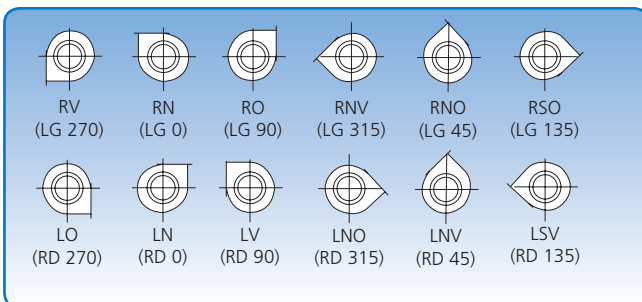 RV RN RO RNV RNO RSO
(LG 270) (LG 0) (LG 90) (LG 315) (LG 45) (LG 135)
LO LN LV LNO LNV LSV
(RD 270) (RD 0) (RD 90) (RD 315) (RD 45) (RD 135)